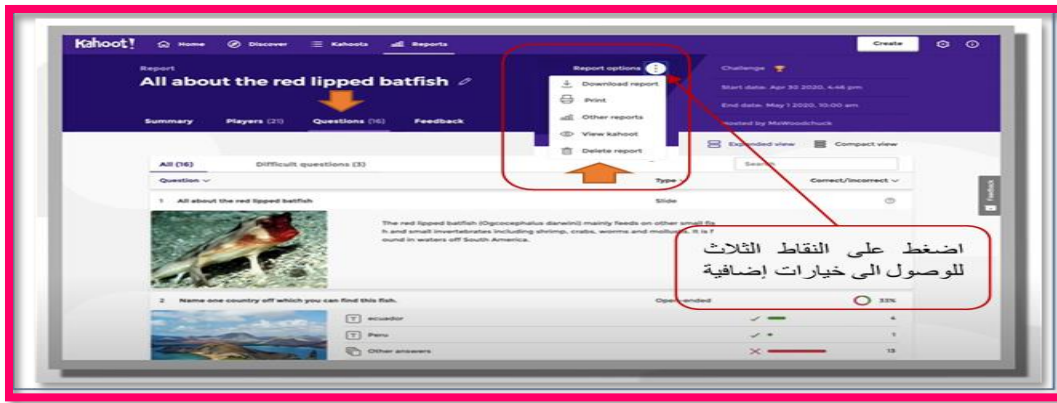 Kahoot!
Home
Discover
Kahoots
Reports
Create
Report
All about the red lipped batfish
Report options
Download report
Print
Other reports
View kahoot
Delete report
Challenge
Start date: Apr 30 2020, 4:46 pm
End date: May 1 2020, 10:00 am
Hosted by MsWoodchuck
Summary
Players (21)
Questions (16)
Feedback
Expanded view
Compact view
All (16)
Difficult questions (3)
Search
Question
Type
Correct/incorrect
1 All about the red lipped batfish
Slide
The red lipped batfish (Ogcocephalus darwini) mainly feeds on other small fis
h and small invertebrates including shrimp, crabs, worms and mollusks. It is f
ound in waters off South America.
Feedback
اضغط على النقاط الثلاث
للوصول الى خيارات إضافية
2 Name one country off which you can find this fish.
Open-ended
33%
ecuador
4
Peru
1
Other answers
13